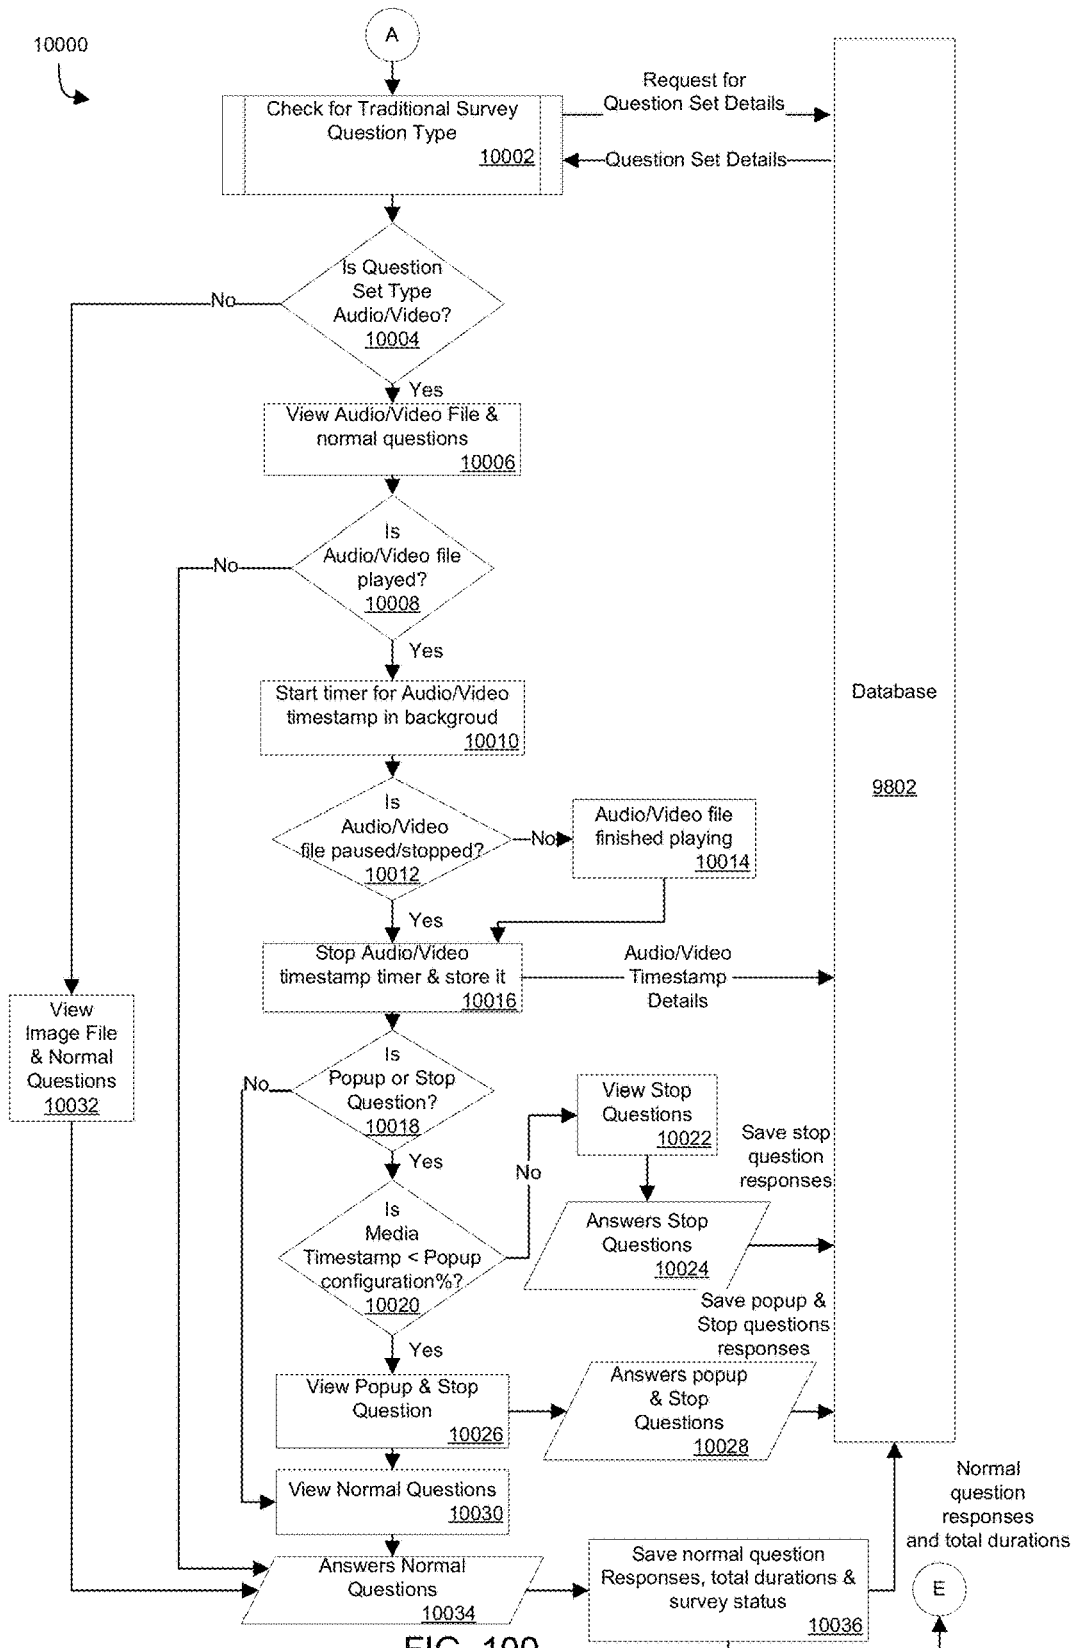 A
10000
Request for
Question Set Details
Check for Traditional Survey
Question Type
10002
Question Set Details
Is Question
Set Type
Audio/Video?
10004
No
Yes
View Audio/Video File &
normal questions
10006
Is
Audio/Video file
played?
10008
No
Yes
Start timer for Audio/Video
timestamp in backgroud
10010
Database
9802
Is
Audio/Video
file paused/stopped?
10012
No
Audio/Video file
finished playing
10014
Yes
Stop Audio/Video
timestamp timer & store it
10016
Audio/Video
Timestamp
Details
View
Image File
& Normal
Questions
10032
Is
Popup or Stop
Question?
10018
No
Yes
View Stop
Questions
10022
Save stop
question
responses
No
Is
Media
Timestamp < Popup
configuration%?
10020
Answers Stop
Questions
10024
Yes
Save popup &
Stop questions
responses
View Popup & Stop
Question
10026
Answers popup
& Stop
Questions
10028
View Normal Questions
10030
Normal
question
responses
and total durations
Answers Normal
Questions
10034
Save normal question
Responses, total durations &
survey status
10036
E
FIG. 100